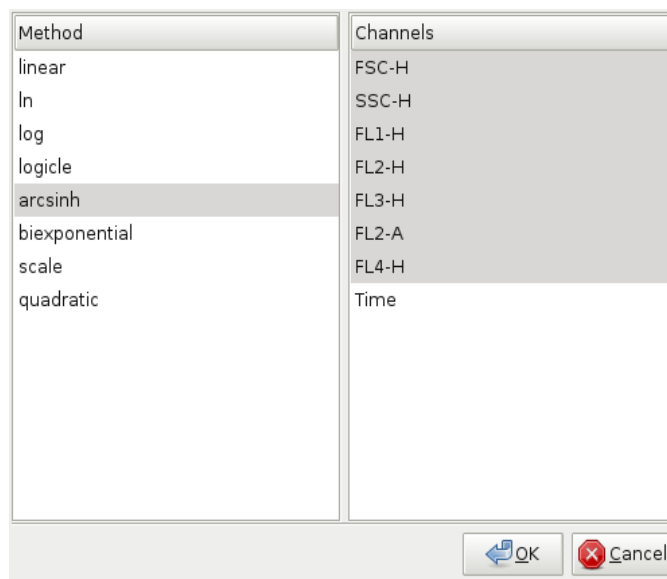 Method
linear
ln
log
logicle
arcsinh
biexponential
scale
quadratic
Channels
FSC-H
SSC-H
FL1-H
FL2-H
FL3-H
FL2-A
FL4-H
Time
OK
Cancel